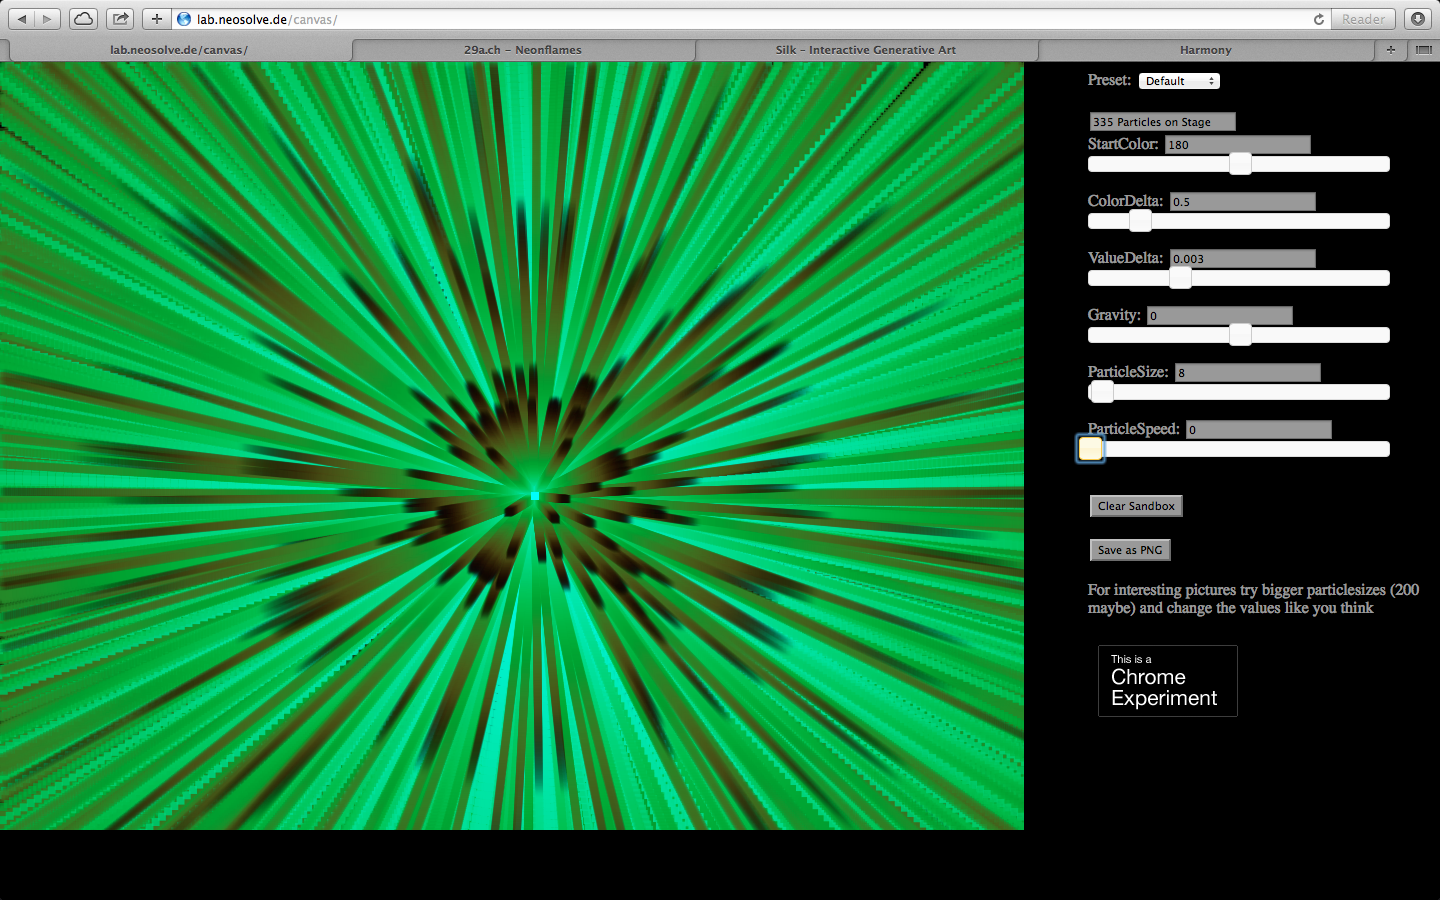 lab.neosolve.de/canvas/
Reader
lab.neosolve.de/canvas/
29a.ch – Neonflames
Silk – Interactive Generative Art
Harmony
Preset: Default
335 Particles on Stage
StartColor: 180
ColorDelta: 0.5
ValueDelta: 0.003
Gravity: 0
ParticleSize: 8
ParticleSpeed: 0
Clear Sandbox
Save as PNG
For interesting pictures try bigger particlesizes (200
maybe) and change the values like you think
This is a
Chrome
Experiment